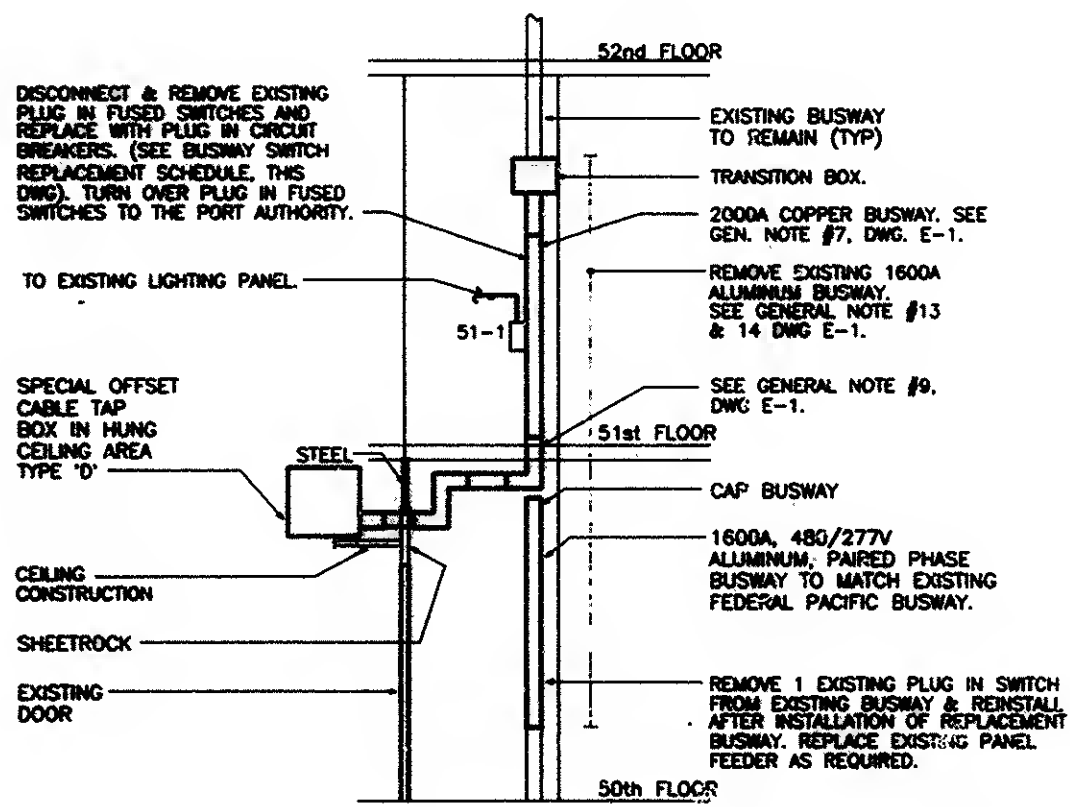 52nd FLOOR
DISCONNECT & REMOVE EXISTING
PLUG IN FUSED SWITCHES AND
REPLACE WITH PLUG IN CIRCUIT
BREAKERS. (SEE BUSWAY SWITCH
REPLACEMENT SCHEDULE, THIS
DWG). TURN OVER PLUG IN FUSED
SWITCHES TO THE PORT AUTHORITY.
EXISTING BUSWAY
TO REMAIN (TYP)
TRANSITION BOX.
2000A COPPER BUSWAY. SEE
GEN. NOTE #7, DWG. E-1.
TO EXISTING LIGHTING PANEL.
REMOVE EXISTING 1600A
ALUMINUM BUSWAY.
SEE GENERAL NOTE #13
& 14 DWG E-1.
51-1
SPECIAL OFFSET
CABLE TAP
BOX IN HUNG
CEILING AREA
TYPE 'D'
SEE GENERAL NOTE #9,
DWG E-1.
51st FLOOR
STEEL
CAP BUSWAY
1600A, 480/277V
ALUMINUM, PAIRED PHASE
BUSWAY TO MATCH EXISTING
FEDERAL PACIFIC BUSWAY.
CEILING
CONSTRUCTION
SHEETROCK
EXISTING
DOOR
REMOVE 1 EXISTING PLUG IN SWITCH
FROM EXISTING BUSWAY & REINSTALL
AFTER INSTALLATION OF REPLACEMENT
BUSWAY. REPLACE EXISTING PANEL
FEEDER AS REQUIRED.
50th FLOOR